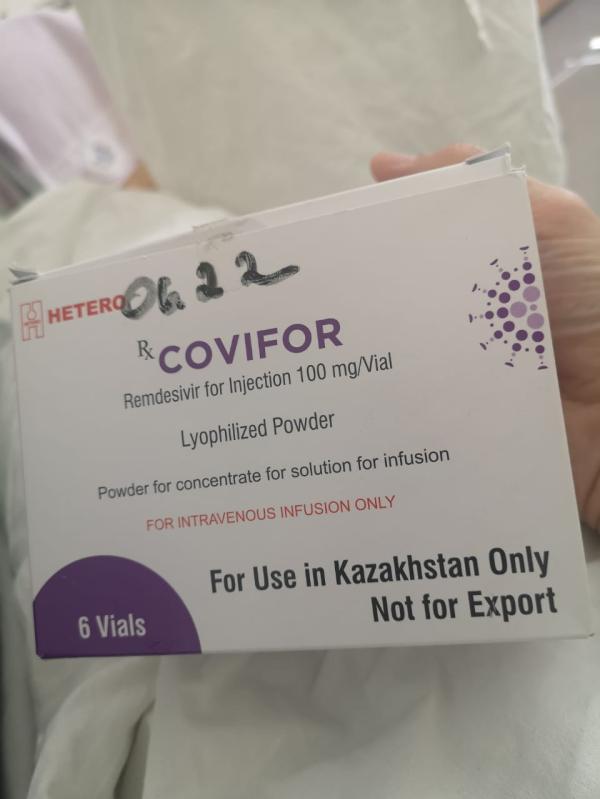 HETERO
06.22
Rx COVIFOR
Remdesivir for Injection 100 mg/Vial
Lyophilized Powder
Powder for concentrate for solution for infusion
FOR INTRAVENOUS INFUSION ONLY
For Use in Kazakhstan Only
Not for Export
6 Vials